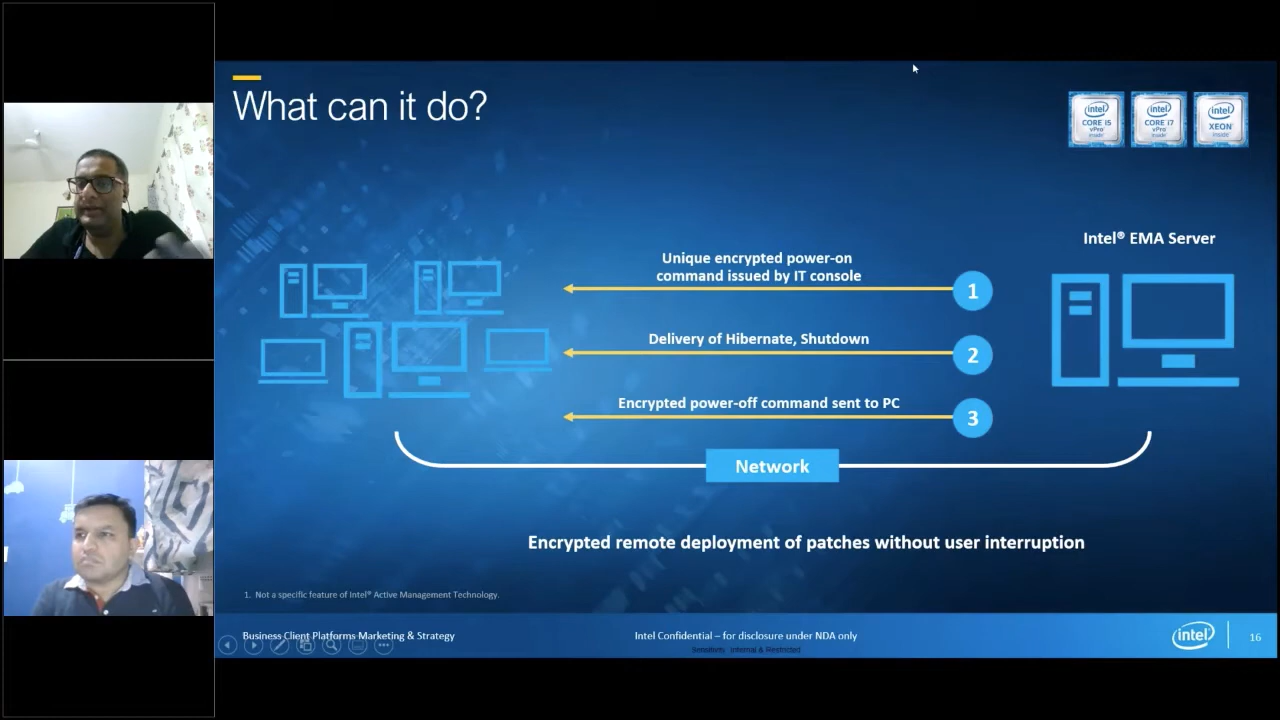 What can it do?
intel
CORE i5
vPro
inside
intel
CORE i7
vPro
inside
intel
XEON
inside
Intel® EMA Server
Unique encrypted power-on
command issued by IT console
1
Delivery of Hibernate, Shutdown
2
Encrypted power-off command sent to PC
3
Network
Encrypted remote deployment of patches without user interruption
1. Not a specific feature of Intel® Active Management Technology.
Business Client Platforms Marketing & Strategy
Intel Confidential – for disclosure under NDA only
Sensitivity: Internal & Restricted
intel
16